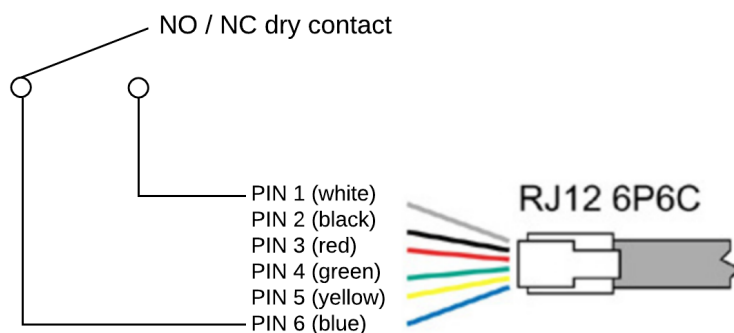 NO / NC dry contact
PIN 1 (white)
PIN 2 (black)
PIN 3 (red)
PIN 4 (green)
PIN 5 (yellow)
PIN 6 (blue)
RJ12 6P6C